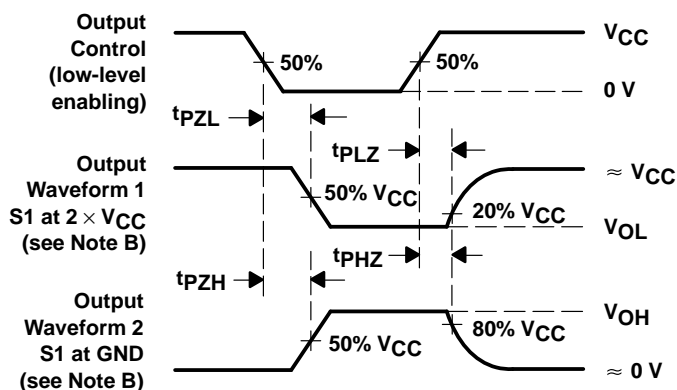 Output
Control
(low-level
enabling)
50%
50%
VCC
0 V
tPZL
tPLZ
Output
Waveform 1
S1 at 2 × VCC
(see Note B)
50% VCC
20% VCC
≈ VCC
VOL
tPZH
tPHZ
Output
Waveform 2
S1 at GND
(see Note B)
50% VCC
80% VCC
VOH
≈ 0 V